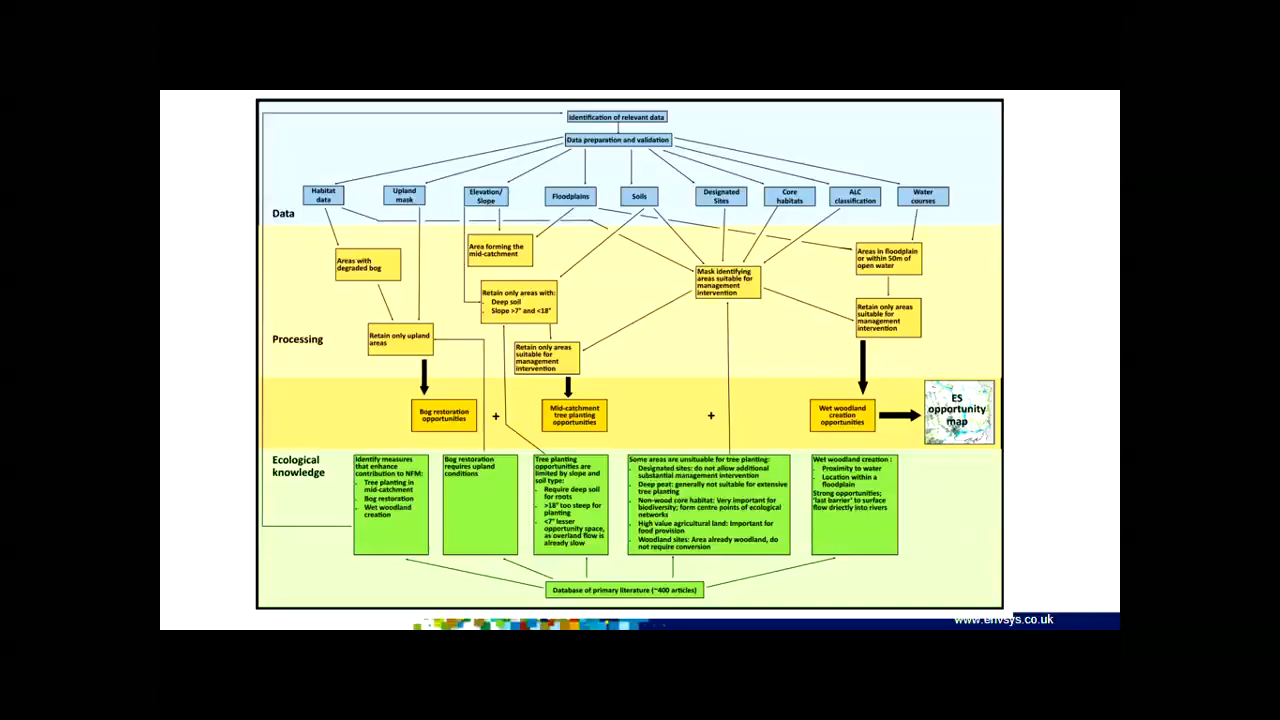 Identification of relevant data
Data preparation and validation
Habitat
data
Upland
mask
Elevation/
Slope
Floodplains
Soils
Designated
Sites
Core
habitats
ALC
classification
Water
courses
Data
Area forming the
mid-catchment
Areas with
degraded bog
Areas in floodplain
or within 50m of
open water
Mask identifying
areas suitable for
management
intervention
Retain only areas with:
- Deep soil
- Slope >7° and <18°
Retain only areas
suitable for
management
intervention
Processing
Retain only upland
areas
Retain only areas
suitable for
management
intervention
Bog restoration
opportunities
+
Mid-catchment
tree planting
opportunities
+
Wet woodland
creation
opportunities
ES
opportunity
map
Ecological
knowledge
Identify measures
that enhance
contribution to NFM:
- Tree planting in
mid-catchment
- Bog restoration
- Wet woodland
creation
Bog restoration
requires upland
conditions
Tree planting
opportunities are
limited by slope and
soil type:
- Require deep soil
for roots
- >18° too steep for
planting
- <7° lesser
opportunity space,
as overland flow is
already slow
Some areas are unsuitable for tree planting:
- Designated sites: do not allow additional
substantial management intervention
- Deep peat: generally not suitable for extensive
tree planting
- Non-wood core habitat: Very important for
biodiversity; form centre points of ecological
networks
- High value agricultural land: Important for
food provision
- Woodland sites: Area already woodland, do
not require conversion
Wet woodland creation :
- Proximity to water
- Location within a
floodplain
Strong opportunities;
'last barrier' to surface
flow directly into rivers
Database of primary literature (~400 articles)
www.envsys.co.uk